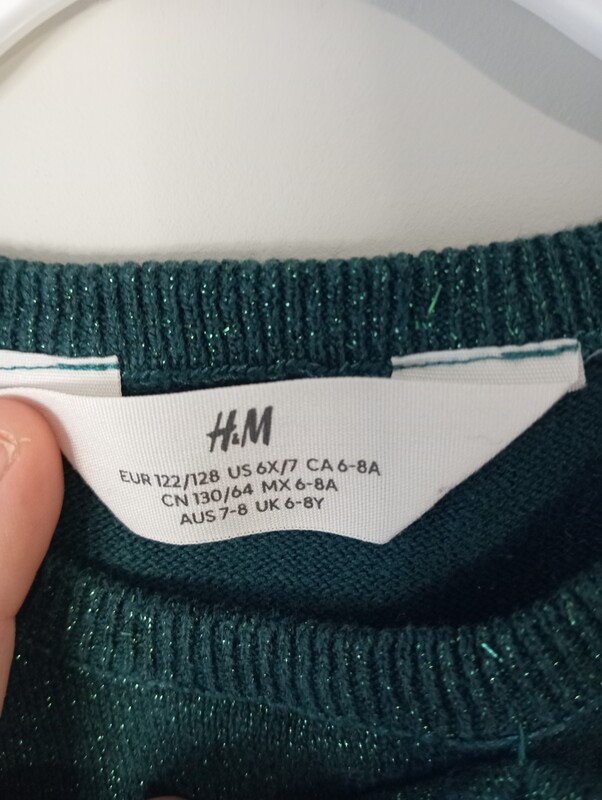 H&M
EUR 122/128 US 6X/7 CA 6-8A
CN 130/64 MX 6-8A
AUS 7-8 UK 6-8Y